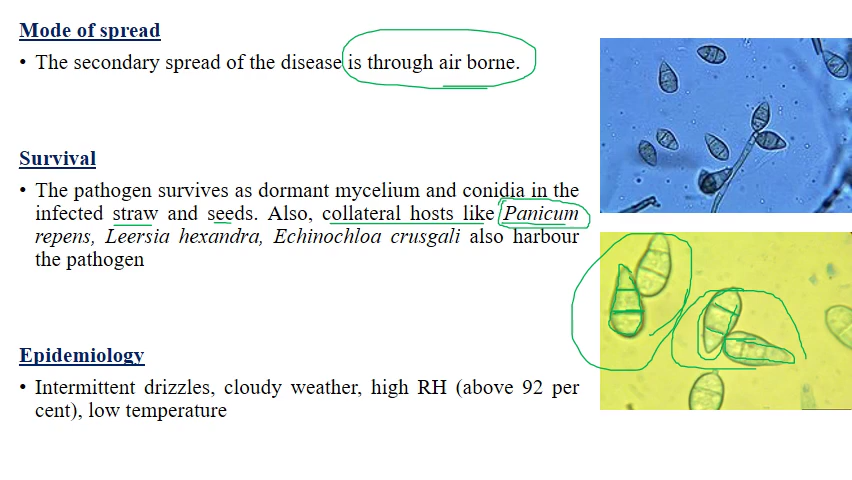 Mode of spread
• The secondary spread of the disease is through air borne.
Survival
• The pathogen survives as dormant mycelium and conidia in the
infected straw and seeds. Also, collateral hosts like Panicum
repens, Leersia hexandra, Echinochloa crusgali also harbour
the pathogen
Epidemiology
• Intermittent drizzles, cloudy weather, high RH (above 92 per
cent), low temperature